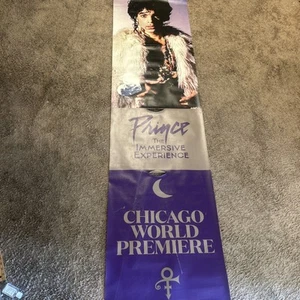 Prince
THE
IMMERSIVE
EXPERIENCE
CHICAGO
WORLD
PREMIERE